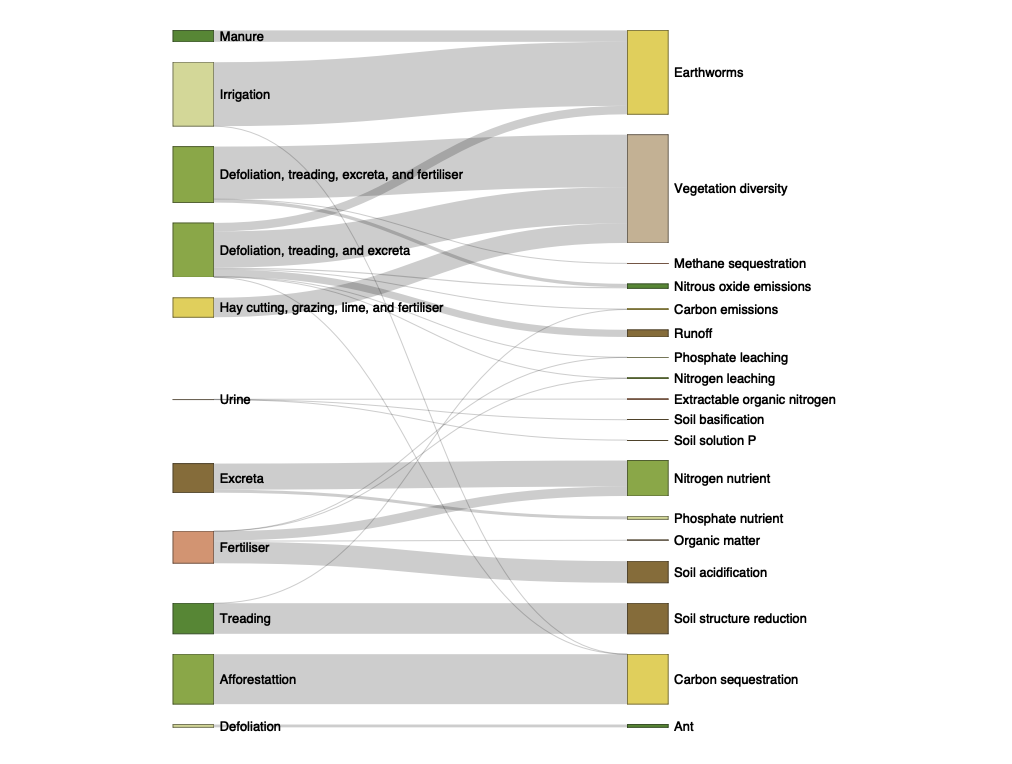 Manure
Irrigation
Defoliation, treading, excreta, and fertiliser
Defoliation, treading, and excreta
Hay cutting, grazing, lime, and fertiliser
Urine
Excreta
Fertiliser
Treading
Afforestattion
Defoliation
Earthworms
Vegetation diversity
Methane sequestration
Nitrous oxide emissions
Carbon emissions
Runoff
Phosphate leaching
Nitrogen leaching
Extractable organic nitrogen
Soil basification
Soil solution P
Nitrogen nutrient
Phosphate nutrient
Organic matter
Soil acidification
Soil structure reduction
Carbon sequestration
Ant